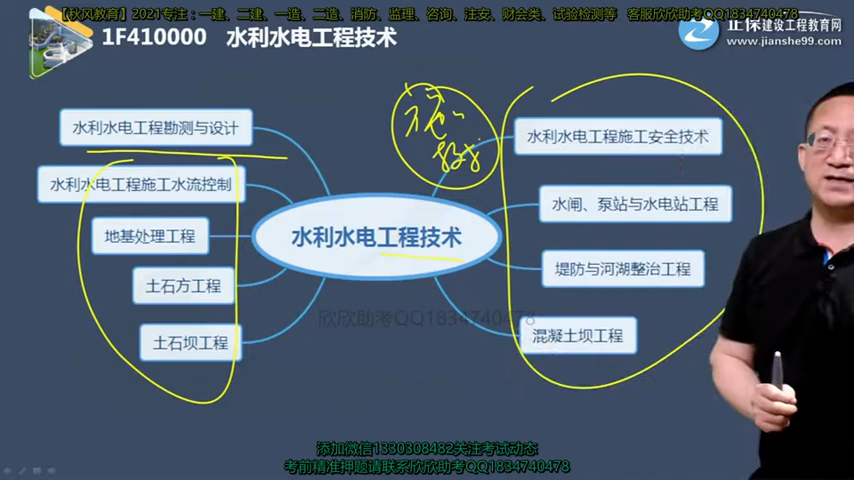 【秋风教育】2021专注：一建、二建、一造、二造、消防、监理、咨询、注安、财会类、试验检测等 客服欣欣助考QQ1834740478
1F410000 水利水电工程技术
正保建设工程教育网
www.jianshe99.com
水利水电工程勘测与设计
水利水电工程施工水流控制
地基处理工程
土石方工程
土石坝工程
水利水电工程技术
水利水电工程施工安全技术
水闸、泵站与水电站工程
堤防与河湖整治工程
混凝土坝工程
欣欣助考QQ1834740478
添加微信1330308482关注考试动态
考前精准押题请联系欣欣助考QQ1834740478